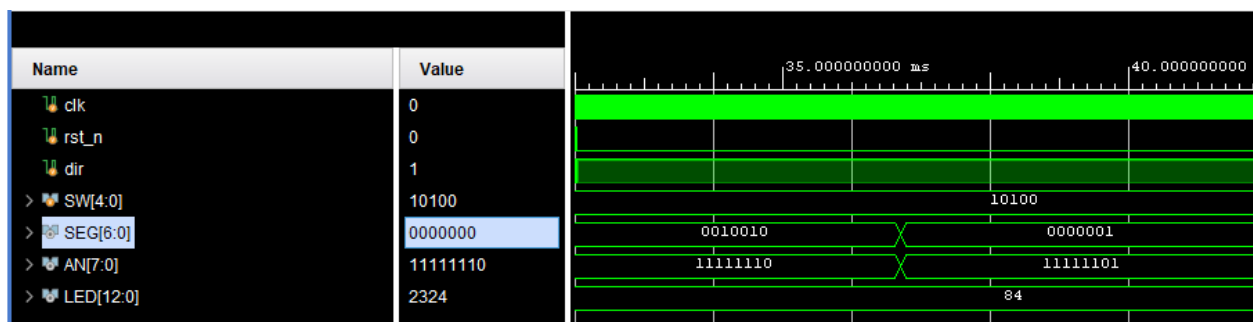 35.000000000 ms 40.000000000
Name Value
clk 0
rst_n 0
dir 1
SW[4:0] 10100 10100
SEG[6:0] 0000000 0010010 0000001
AN[7:0] 11111110 11111110 11111101
LED[12:0] 2324 84